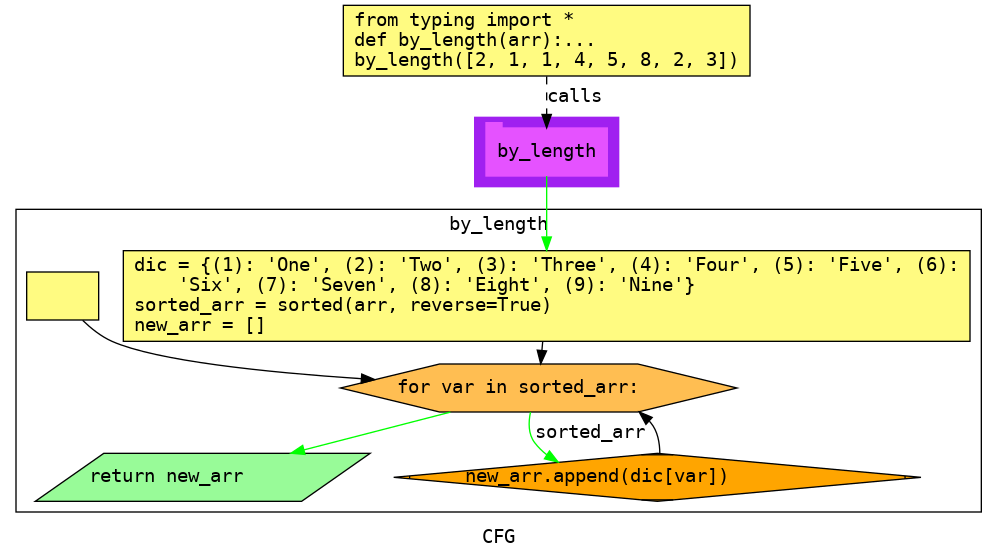 from typing import *
def by_length(arr):...
by_length([2, 1, 1, 4, 5, 8, 2, 3])
calls
by_length
by_length
dic = {(1): 'One', (2): 'Two', (3): 'Three', (4): 'Four', (5): 'Five', (6):
    'Six', (7): 'Seven', (8): 'Eight', (9): 'Nine'}
sorted_arr = sorted(arr, reverse=True)
new_arr = []
for var in sorted_arr:
sorted_arr
return new_arr
new_arr.append(dic[var])
CFG